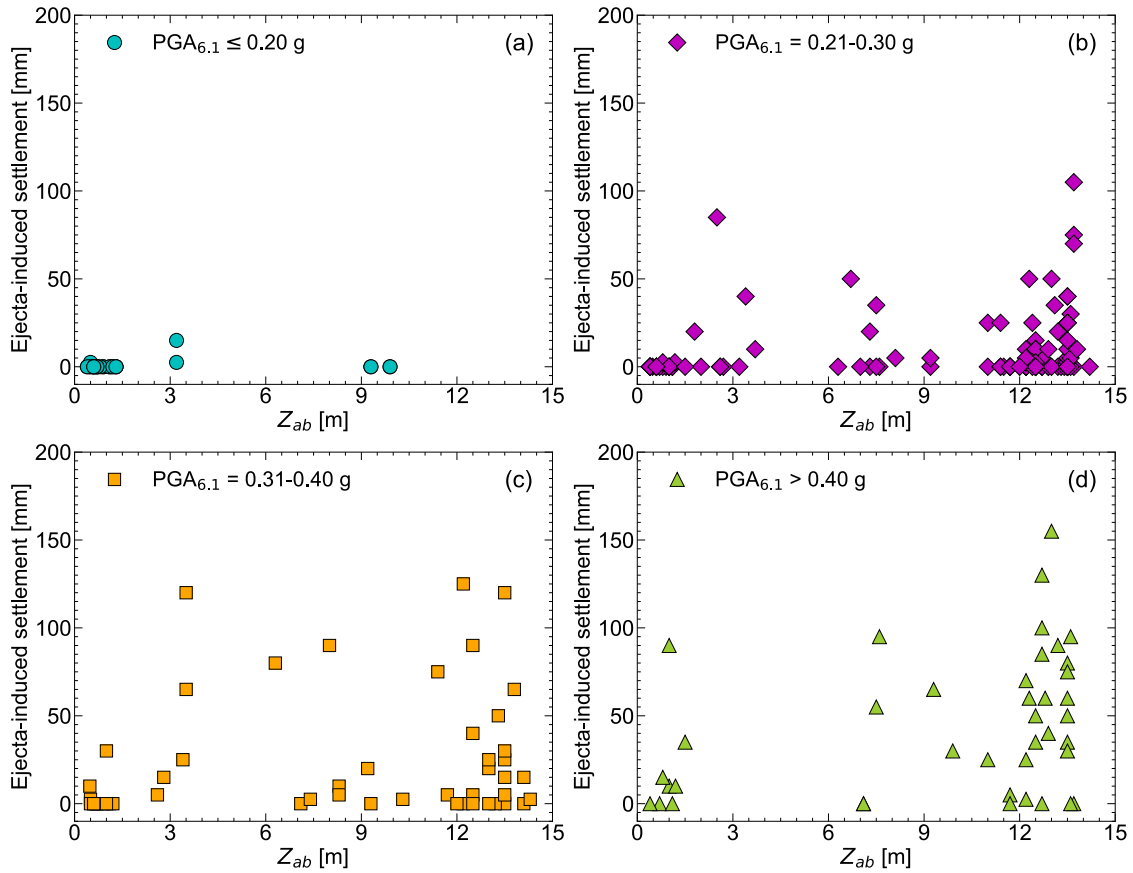 200
150
100
50
0
Ejecta-induced settlement [mm]
PGA6.1 ≤ 0.20 g
(a)
0 3 6 9 12 15
Zab [m]
200
150
100
50
0
Ejecta-induced settlement [mm]
PGA6.1 = 0.21-0.30 g
(b)
0 3 6 9 12 15
Zab [m]
200
150
100
50
0
Ejecta-induced settlement [mm]
PGA6.1 = 0.31-0.40 g
(c)
0 3 6 9 12 15
Zab [m]
200
150
100
50
0
Ejecta-induced settlement [mm]
PGA6.1 > 0.40 g
(d)
0 3 6 9 12 15
Zab [m]